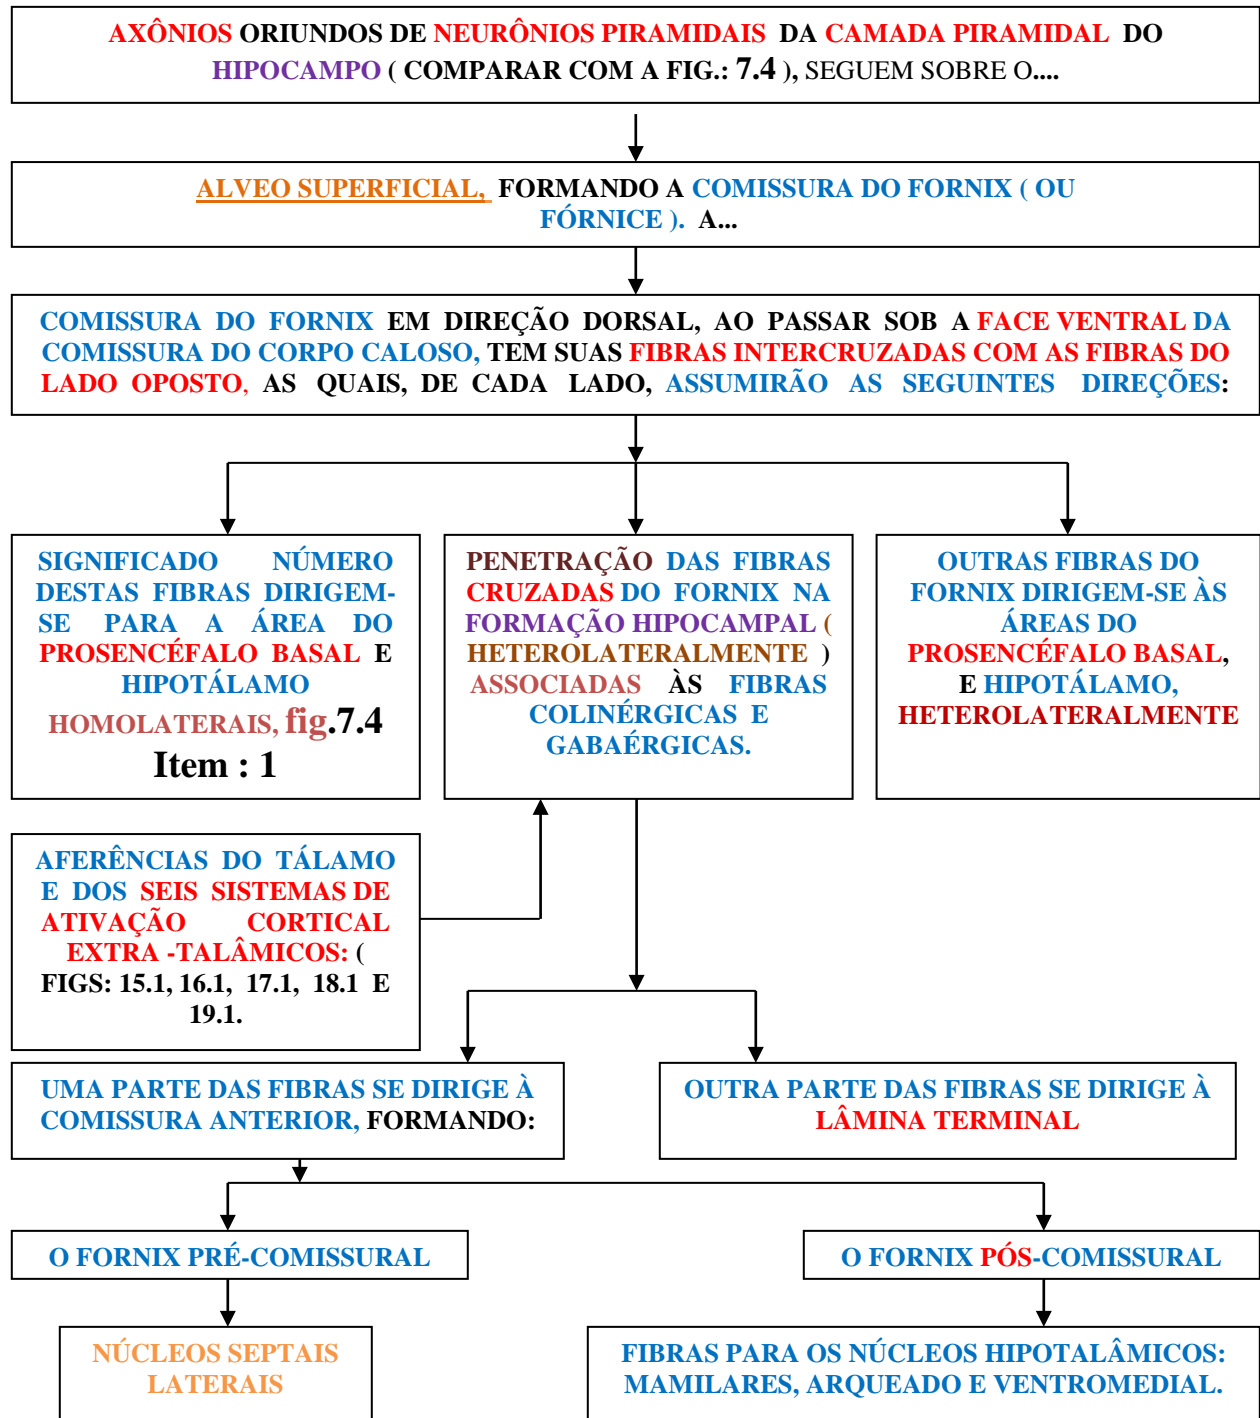 AXÔNIOS ORIUNDOS DE NEURÔNIOS PIRAMIDAIS DA CAMADA PIRAMIDAL DO
HIPOCAMPO ( COMPARAR COM A FIG.: 7.4 ), SEGUEM SOBRE O....
ALVEO SUPERFICIAL, FORMANDO A COMISSURA DO FORNIX ( OU
FÓRNICE ). A...
COMISSURA DO FORNIX EM DIREÇÃO DORSAL, AO PASSAR SOB A FACE VENTRAL DA
COMISSURA DO CORPO CALOSO, TEM SUAS FIBRAS INTERCRUZADAS COM AS FIBRAS DO
LADO OPOSTO, AS QUAIS, DE CADA LADO, ASSUMIRÃO AS SEGUINTES DIREÇÕES:
SIGNIFICADO NÚMERO
DESTAS FIBRAS DIRIGEM-
SE PARA A ÁREA DO
PROSENCÉFALO BASAL E
HIPOTÁLAMO
HOMOLATERAIS, fig.7.4
Item : 1
PENETRAÇÃO DAS FIBRAS
CRUZADAS DO FORNIX NA
FORMAÇÃO HIPOCAMPAL (
HETEROLATERALMENTE )
ASSOCIADAS ÀS FIBRAS
COLINÉRGICAS E
GABAÉRGICAS.
OUTRAS FIBRAS DO
FORNIX DIRIGEM-SE ÀS
ÁREAS DO
PROSENCÉFALO BASAL,
E HIPOTÁLAMO,
HETEROLATERALMENTE
AFERÊNCIAS DO TÁLAMO
E DOS SEIS SISTEMAS DE
ATIVAÇÃO CORTICAL
EXTRA -TALÂMICOS: (
FIGS: 15.1, 16.1, 17.1, 18.1 E
19.1.
UMA PARTE DAS FIBRAS SE DIRIGE À
COMISSURA ANTERIOR, FORMANDO:
OUTRA PARTE DAS FIBRAS SE DIRIGE À
LÂMINA TERMINAL
O FORNIX PRÉ-COMISSURAL
O FORNIX PÓS-COMISSURAL
NÚCLEOS SEPTAIS
LATERAIS
FIBRAS PARA OS NÚCLEOS HIPOTALÂMICOS:
MAMILARES, ARQUEADO E VENTROMEDIAL.